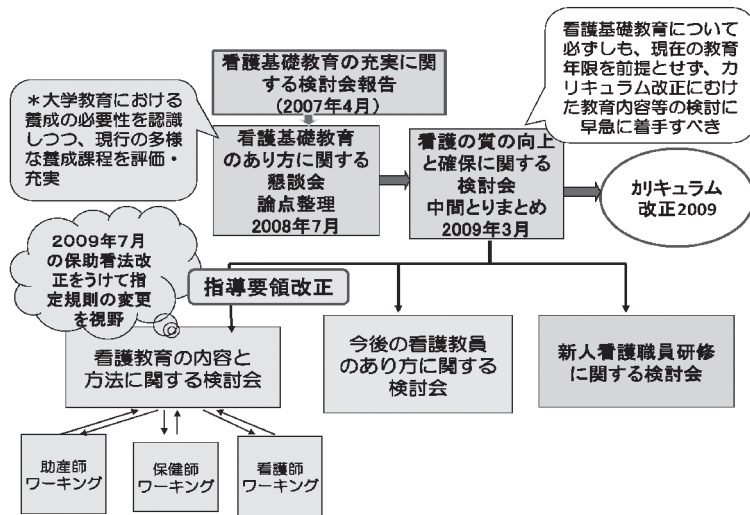 看護基礎教育の充実に関
する検討会報告
(2007年4月)
看護基礎教育について
必ずしも、現在の教育
年限を前提とせず、カ
リキュラム改正にむけ
た教育内容等の検討に
早急に着手すべき
＊大学教育における
養成の必要性を認識
しつつ、現行の多様
な養成課程を評価・
充実
看護基礎教育
のあり方に関する
懇談会
論点整理
2008年7月
看護の質の向上
と確保に関する
検討会
中間とりまとめ
2009年3月
カリキュラム
改正2009
2009年7月
の保助看法改
正をうけて指
定規則の変更
を視野
指導要領改正
看護教育の内容と
方法に関する検討会
今後の看護教員
のあり方に関する
検討会
新人看護職員研修
に関する検討会
助産師
ワーキング
保健師
ワーキング
看護師
ワーキング